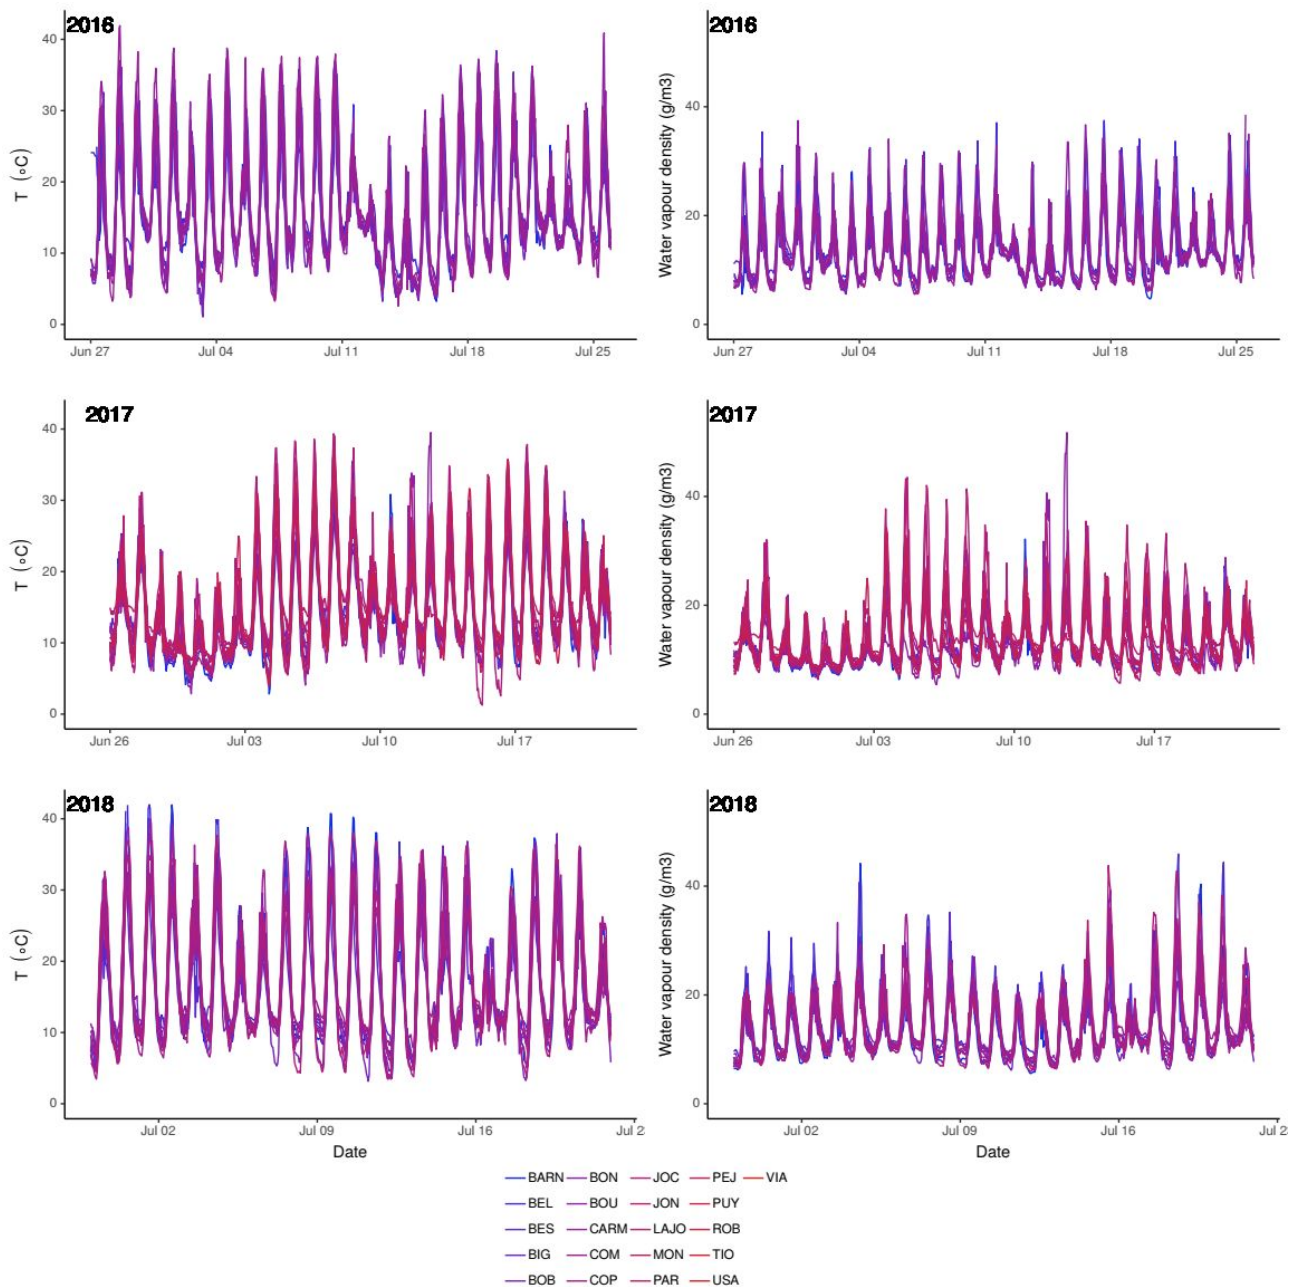 2016
T (∘C)
40
30
20
10
0
Jun 27 Jul 04 Jul 11 Jul 18 Jul 25
2016
Water vapour density (g/m3)
40
20
0
Jun 27 Jul 04 Jul 11 Jul 18 Jul 25
2017
T (∘C)
40
30
20
10
0
Jun 26 Jul 03 Jul 10 Jul 17
2017
Water vapour density (g/m3)
40
20
0
Jun 26 Jul 03 Jul 10 Jul 17
2018
T (∘C)
40
30
20
10
0
Jul 02 Jul 09 Jul 16 Jul 2
Date
2018
Water vapour density (g/m3)
40
20
0
Jul 02 Jul 09 Jul 16 Jul 2
Date
BARN BON JOC PEJ VIA
BEL BOU JON PUY
BES CARM LAJO ROB
BIG COM MON TIO
BOB COP PAR USA